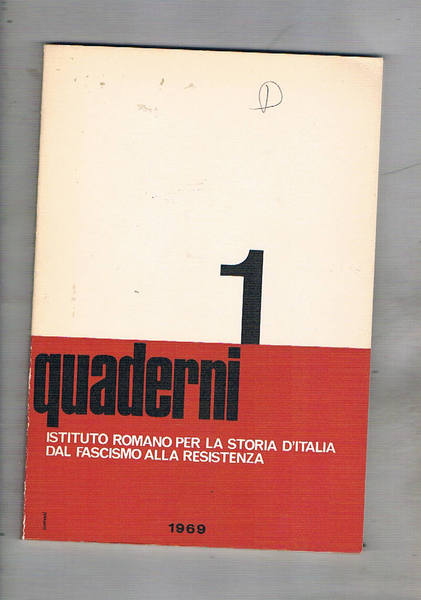 1
quaderni
ISTITUTO ROMANO PER LA STORIA D'ITALIA
DAL FASCISMO ALLA RESISTENZA
1969